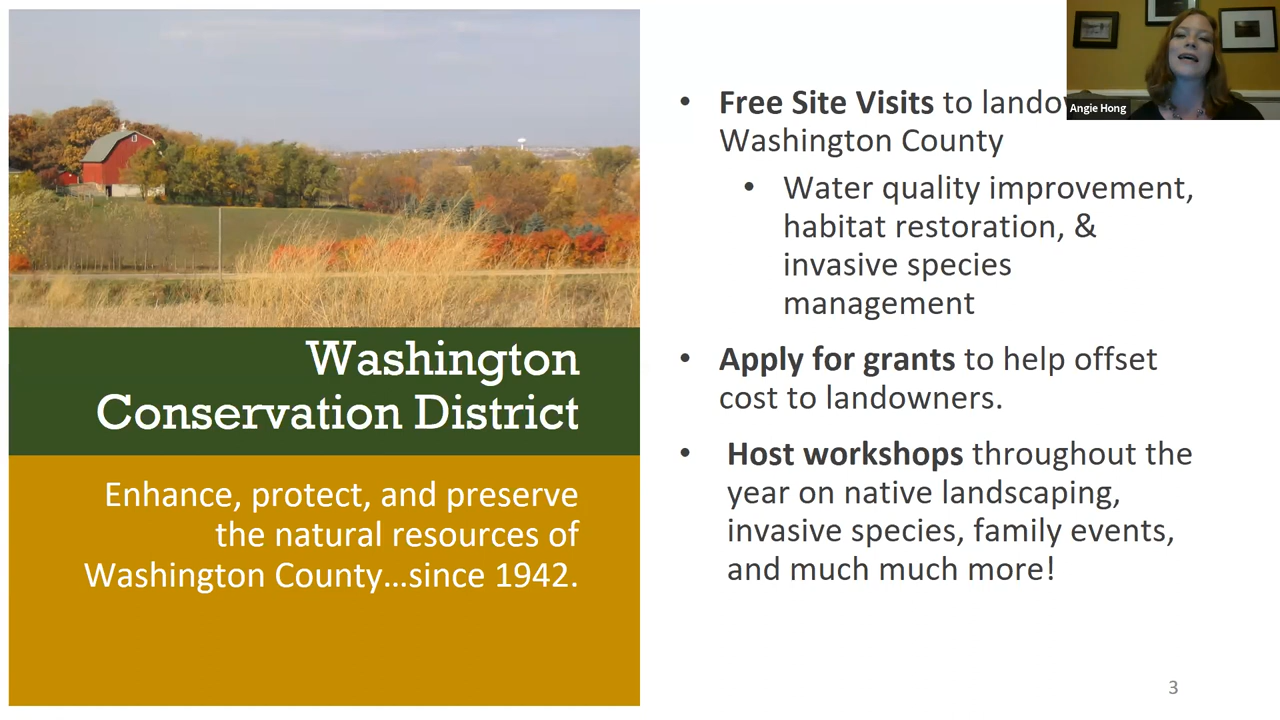 Angie Hong
Free Site Visits to
Washington County
Water quality improvement,
habitat restoration, &
invasive species
management
Apply for grants to help offset
cost to landowners.
Host workshops throughout the
year on native landscaping,
invasive species, family events,
and much much more!
Washington
Conservation District
Enhance, protect, and preserve
the natural resources of
Washington County...since 1942.
3